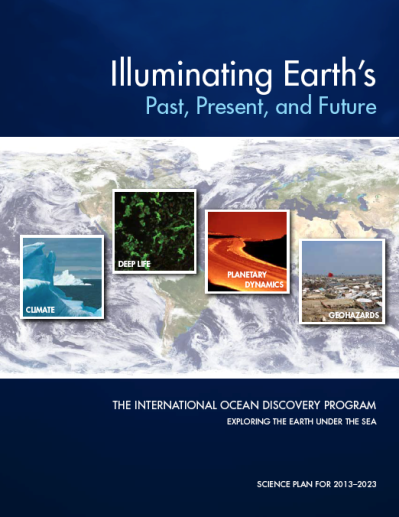 Illuminating Earth's
Past, Present, and Future
DEEP LIFE
PLANETARY
DYNAMICS
CLIMATE
GEOHAZARDS
THE INTERNATIONAL OCEAN DISCOVERY PROGRAM
EXPLORING THE EARTH UNDER THE SEA
SCIENCE PLAN FOR 2013–2023